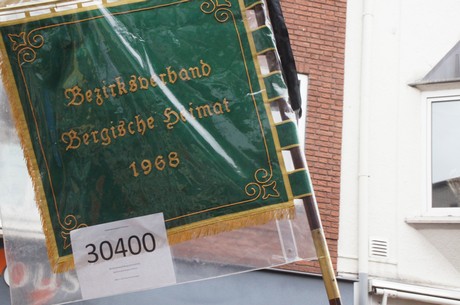 Bezirksverband
Bergische Heimat
1968
30400